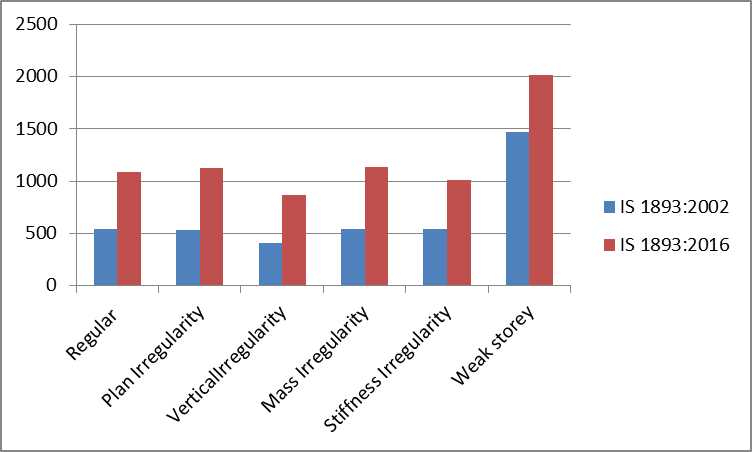 2500
2000
1500
1000
500
0
Regular
Plan Irregularity
VerticalIrregularity
Mass Irregularity
Stiffness Irregularity
Weak storey
IS 1893:2002
IS 1893:2016